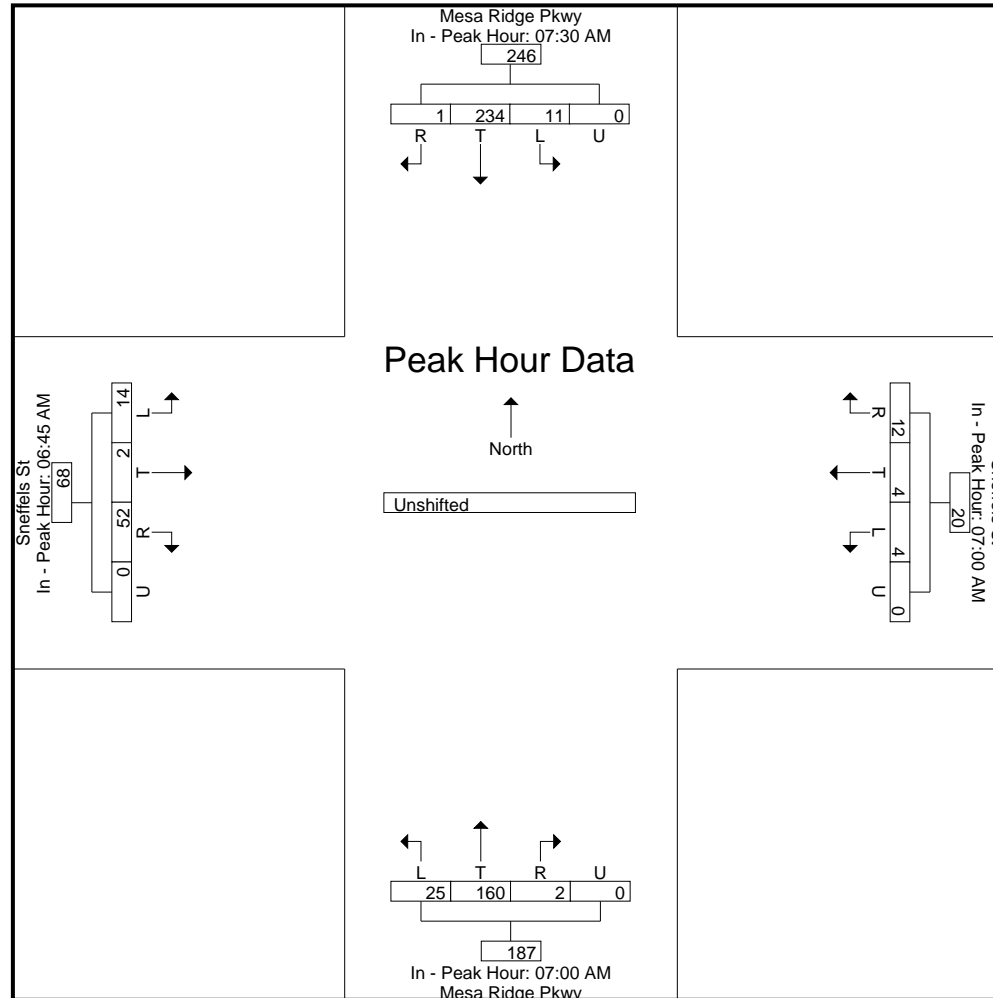 Mesa Ridge Pkwy
In - Peak Hour: 07:30 AM
246
1 234 11 0
R T L U
Peak Hour Data
North
Unshifted
Sneffels St
In - Peak Hour: 06:45 AM
68
14 2 52 0
L T R U
In - Peak Hour: 07:00 AM
20
12 4 4 0
R T L U
L T R U
25 160 2 0
187
In - Peak Hour: 07:00 AM
Mesa Ridge Pkwy